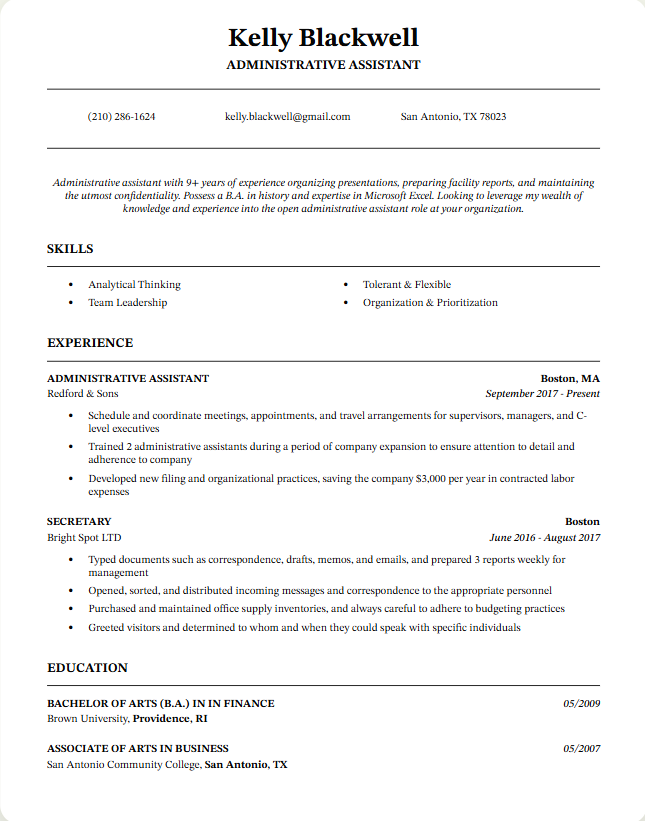 Kelly Blackwell
ADMINISTRATIVE ASSISTANT
(210) 286-1624 kelly.blackwell@gmail.com San Antonio, TX 78023
Administrative assistant with 9+ years of experience organizing presentations, preparing facility reports, and maintaining
the utmost confidentiality. Possess a B.A. in history and expertise in Microsoft Excel. Looking to leverage my wealth of
knowledge and experience into the open administrative assistant role at your organization.
SKILLS
• Analytical Thinking • Tolerant & Flexible
• Team Leadership • Organization & Prioritization
EXPERIENCE
ADMINISTRATIVE ASSISTANT Boston, MA
Redford & Sons September 2017 - Present
• Schedule and coordinate meetings, appointments, and travel arrangements for supervisors, managers, and C-
level executives
• Trained 2 administrative assistants during a period of company expansion to ensure attention to detail and
adherence to company
• Developed new filing and organizational practices, saving the company $3,000 per year in contracted labor
expenses
SECRETARY Boston
Bright Spot LTD June 2016 - August 2017
• Typed documents such as correspondence, drafts, memos, and emails, and prepared 3 reports weekly for
management
• Opened, sorted, and distributed incoming messages and correspondence to the appropriate personnel
• Purchased and maintained office supply inventories, and always careful to adhere to budgeting practices
• Greeted visitors and determined to whom and when they could speak with specific individuals
EDUCATION
BACHELOR OF ARTS (B.A.) IN IN FINANCE 05/2009
Brown University, Providence, RI
ASSOCIATE OF ARTS IN BUSINESS 05/2007
San Antonio Community College, San Antonio, TX